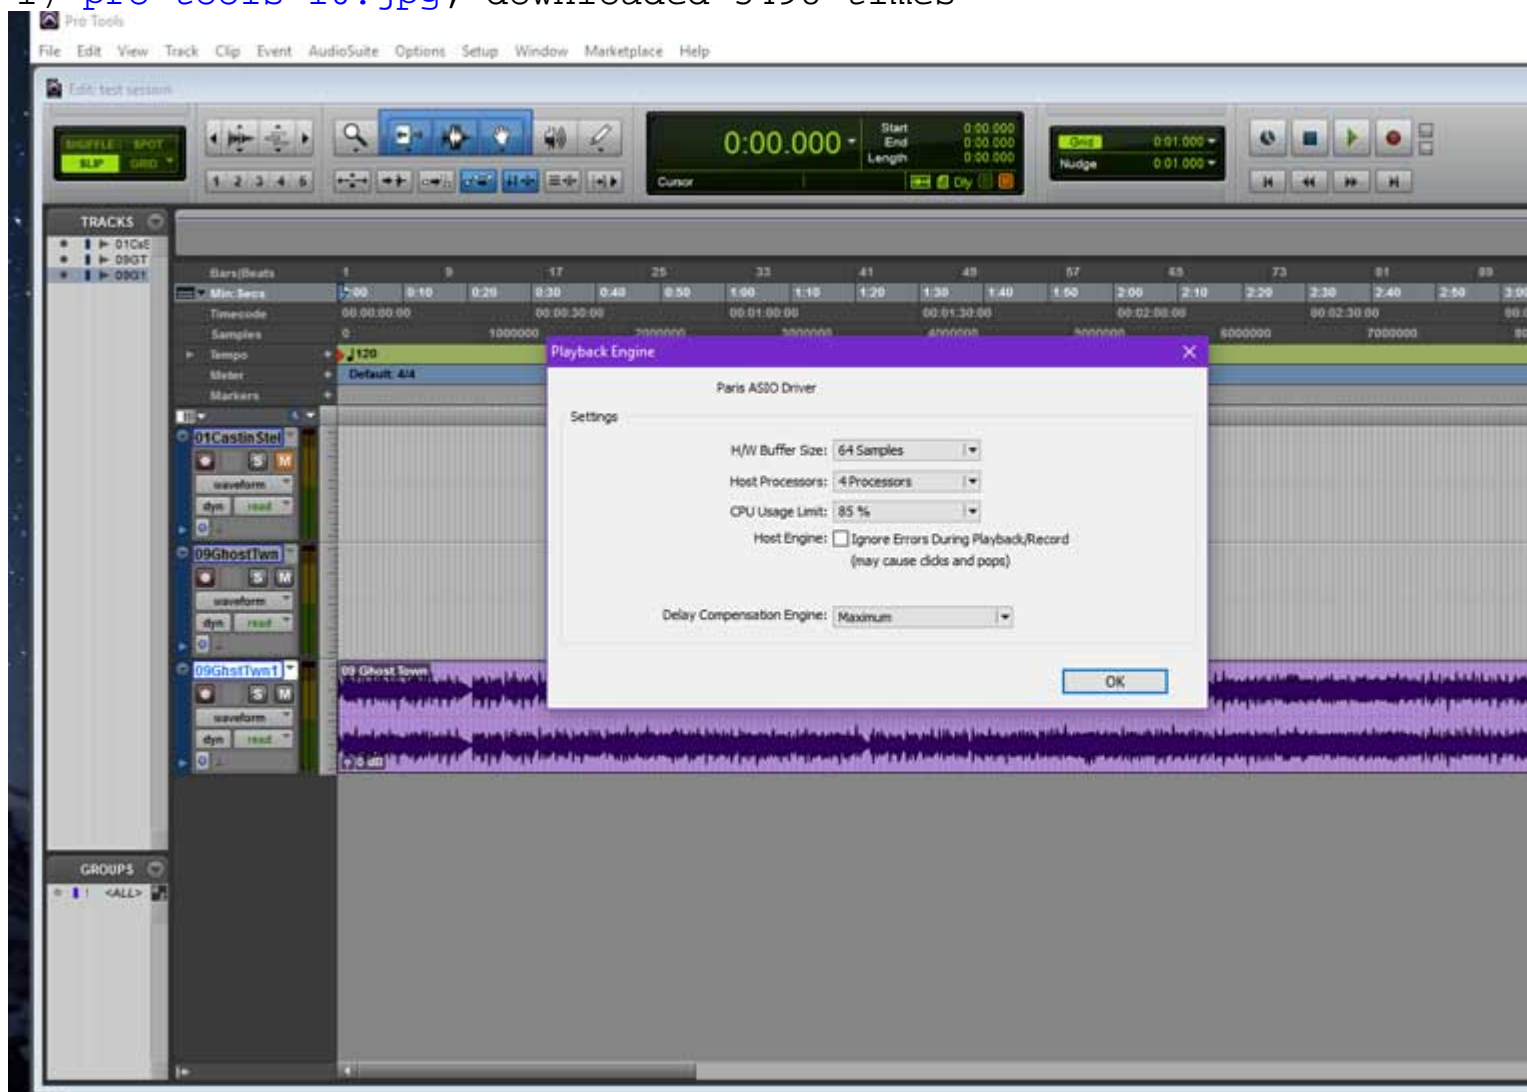 Pro Tools
File Edit View Track Clip Event AudioSuite Options Setup Window Marketplace Help
Edit: test session
SHUFFLE SPOT
SLIP GRID
1 2 3 4 5
0:00.000
Start 0:00.000
End 0:00.000
Length 0:00.000
Cursor
Dly
Grid 0:01.000
Nudge 0:01.000
TRACKS
01CaS
09GT
09GT
Bars|Beats 1 9 17 25 33 41 49 57 65 73 81 89
Min:Secs 0:00 0:10 0:20 0:30 0:40 0:50 1:00 1:10 1:20 1:30 1:40 1:50 2:00 2:10 2:20 2:30 2:40 2:50
Timecode 00:00:00:00 00:00:30:00 00:01:00:00 00:01:30:00 00:02:00:00 00:02:30:00
Samples 0 1000000 2000000 3000000 4000000 5000000 6000000 7000000
Tempo 120
Meter Default: 4/4
Markers
Playback Engine
Paris ASIO Driver
Settings
H/W Buffer Size: 64 Samples
Host Processors: 4 Processors
CPU Usage Limit: 85 %
Host Engine: Ignore Errors During Playback/Record
(may cause clicks and pops)
Delay Compensation Engine: Maximum
OK
01CastinStel
S M
waveform
dyn read
09GhostTwn
S M
waveform
dyn read
09GhstTwn1
S M
waveform
dyn read
09 Ghost Town
0 dB
GROUPS
! <ALL>